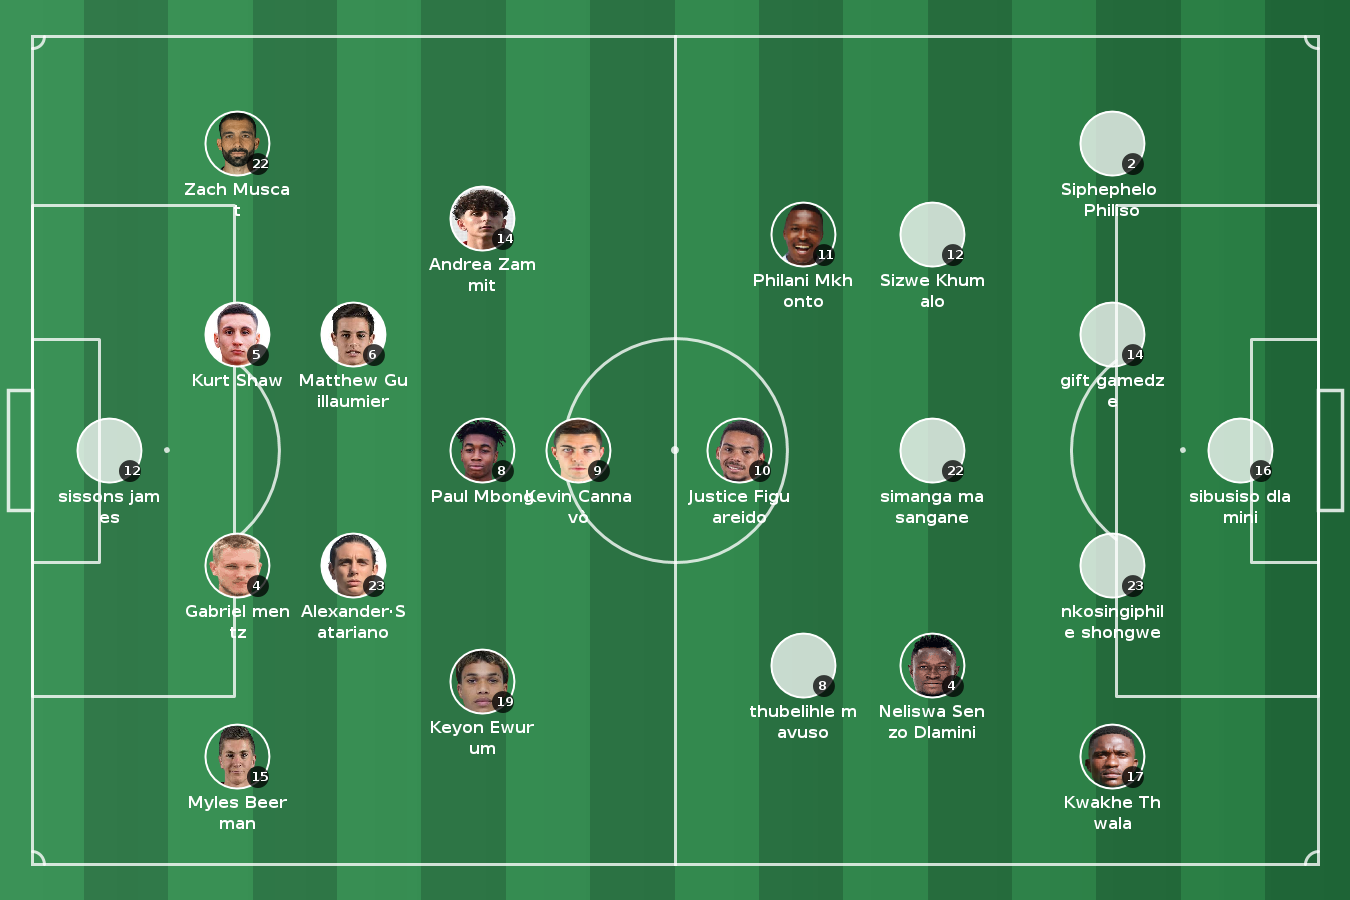 22
Zach Musca
t
2
Siphephelo
Philiso
14
Andrea Zam
mit
11
Philani Mkh
onto
12
Sizwe Khum
alo
5
Kurt Shaw
6
Matthew Gu
illaumier
14
gift gamedz
e
12
sissons jam
es
8
Paul Mbong
9
Kevin Canna
vò
10
Justice Figu
areido
22
simanga ma
sangane
16
sibusiso dla
mini
4
Gabriel men
tz
23
Alexander·S
atariano
23
nkosingiphil
e shongwe
19
Keyon Ewur
um
8
thubelihle m
avuso
4
Neliswa Sen
zo Dlamini
15
Myles Beer
man
17
Kwakhe Th
wala